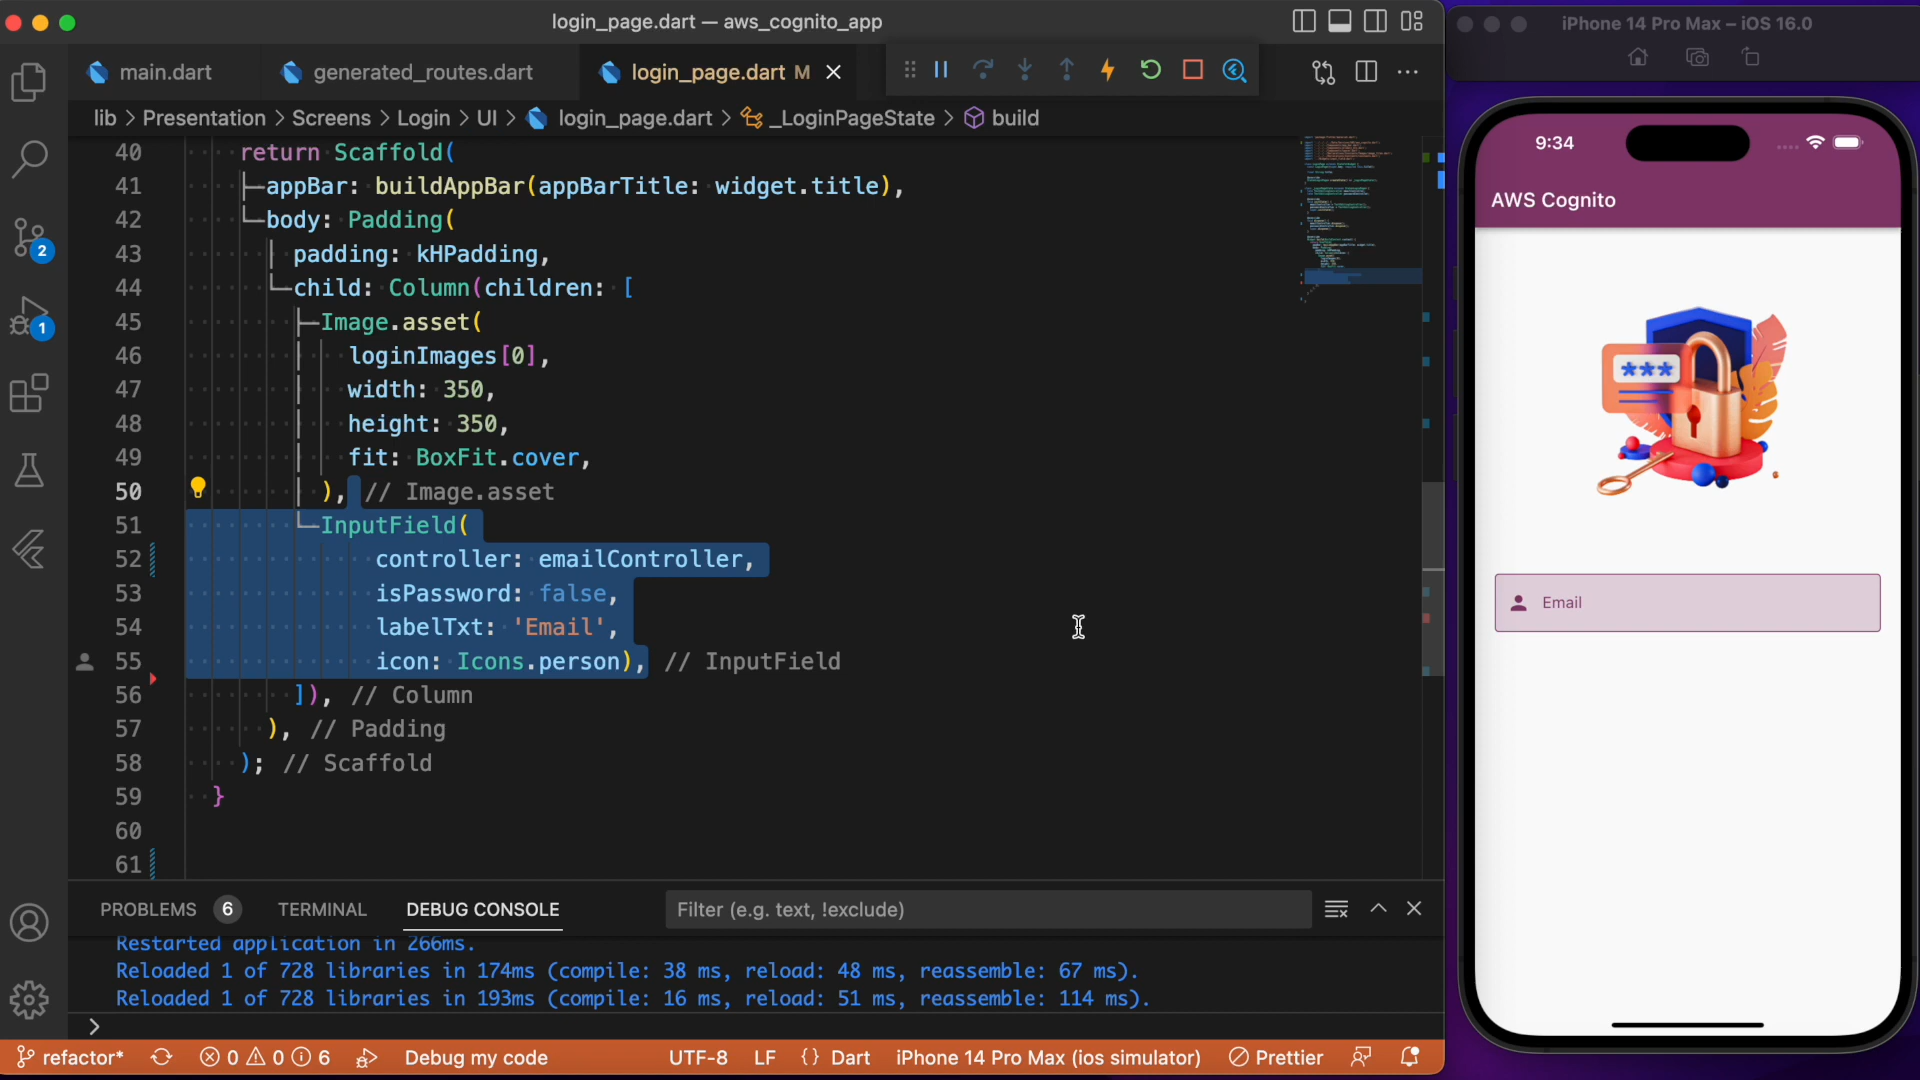 login_page.dart — aws_cognito_app
main.dart
generated_routes.dart
login_page.dart M
lib > Presentation > Screens > Login > UI > login_page.dart > _LoginPageState > build
40 return Scaffold(
41 appBar: buildAppBar(appBarTitle: widget.title),
42 body: Padding(
43 padding: kHPadding,
44 child: Column(children: [
45 Image.asset(
46 loginImages[0],
47 width: 350,
48 height: 350,
49 fit: BoxFit.cover,
50 ), // Image.asset
51 InputField(
52 controller: emailController,
53 isPassword: false,
54 labelTxt: 'Email',
55 icon: Icons.person), // InputField
56 ]), // Column
57 ), // Padding
58 ); // Scaffold
59 }
60
61
2
1
PROBLEMS 6
TERMINAL
DEBUG CONSOLE
Filter (e.g. text, !exclude)
Restarted application in 266ms.
Reloaded 1 of 728 libraries in 174ms (compile: 38 ms, reload: 48 ms, reassemble: 67 ms).
Reloaded 1 of 728 libraries in 193ms (compile: 16 ms, reload: 51 ms, reassemble: 114 ms).
>
refactor* 0 0 6 Debug my code UTF-8 LF {} Dart iPhone 14 Pro Max (ios simulator) Prettier
iPhone 14 Pro Max – iOS 16.0
9:34
AWS Cognito
***
Email